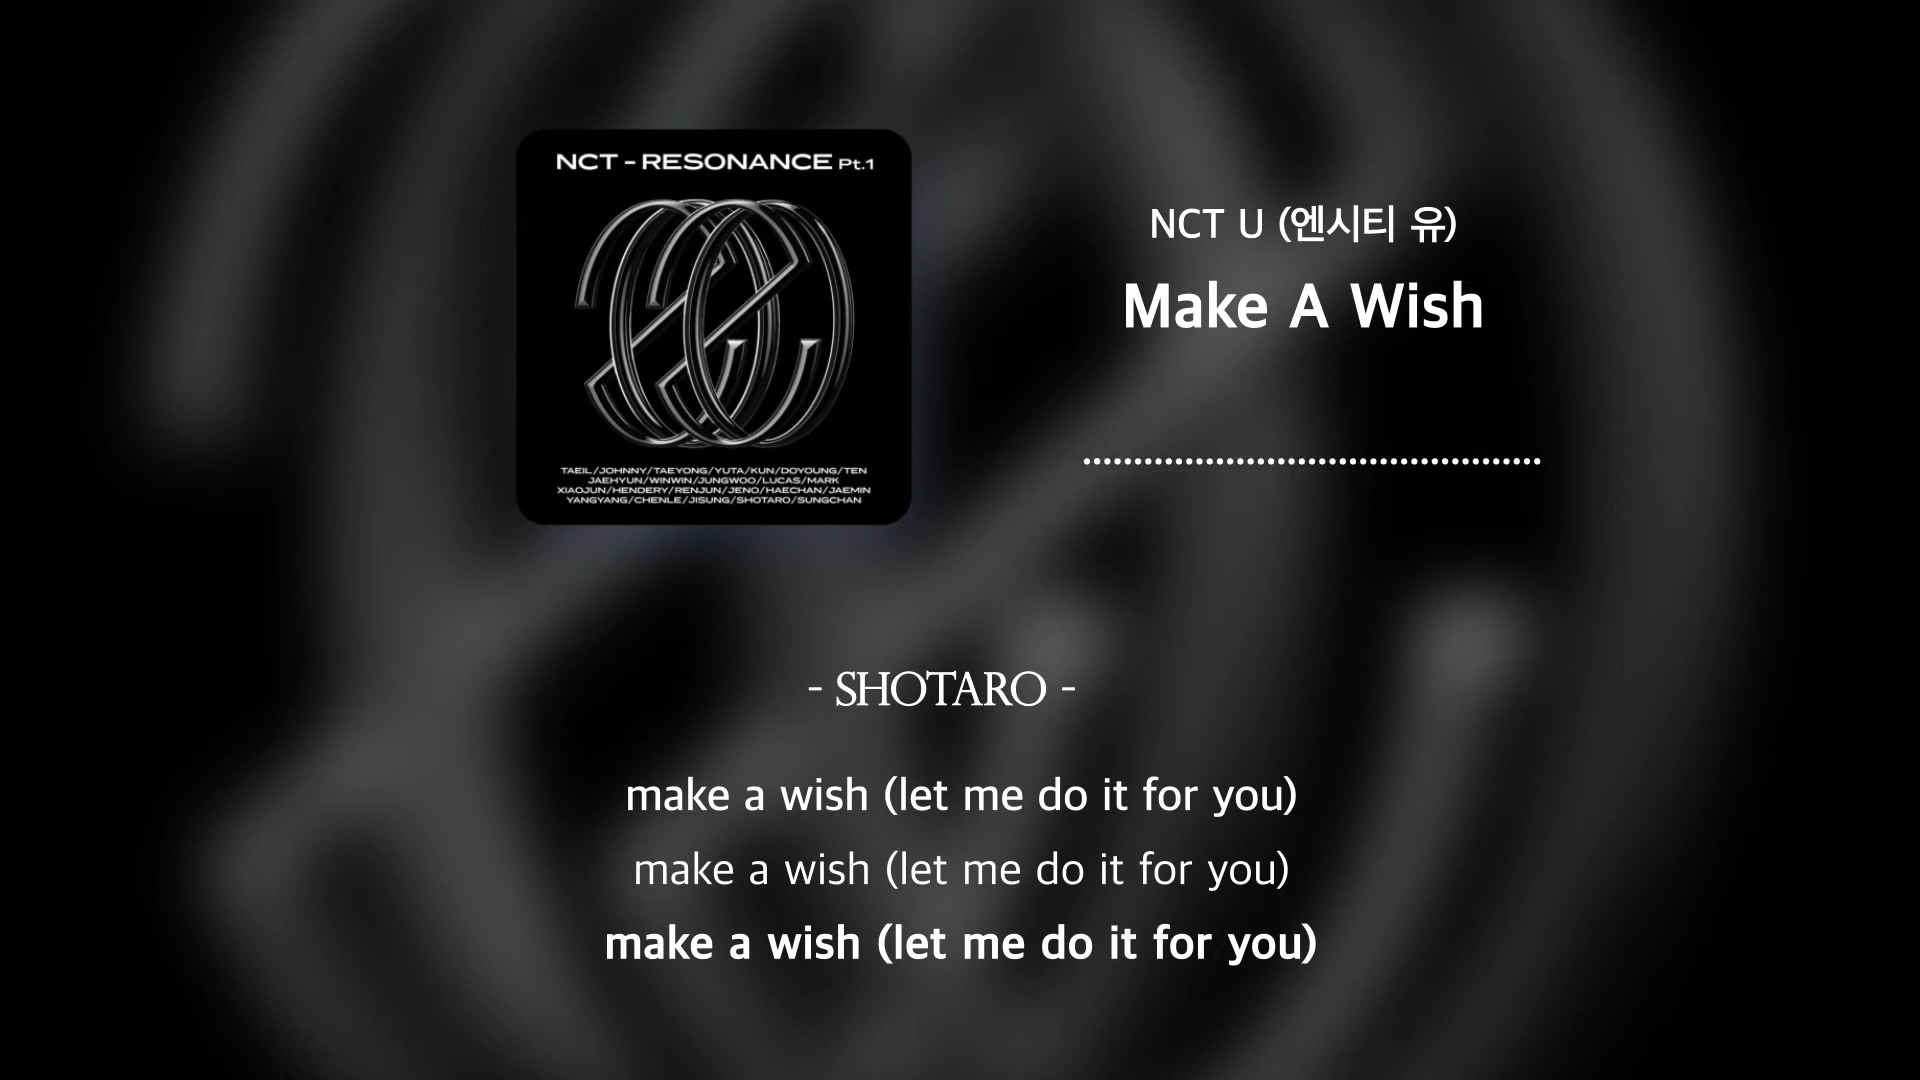 NCT - RESONANCE Pt.1
TAEIL/JOHNNY/TAEYONG/YUTA/KUN/DOYOUNG/TEN
JAEHYUN/WINWIN/JUNGWOO/LUCAS/MARK
XIAOJUN/HENDERY/RENJUN/JENO/HAECHAN/JAEMIN
YANGYANG/CHENLE/JISUNG/SHOTARO/SUNGCHAN
NCT U (엔시티 유)
Make A Wish
- SHOTARO -
make a wish (let me do it for you)
make a wish (let me do it for you)
make a wish (let me do it for you)